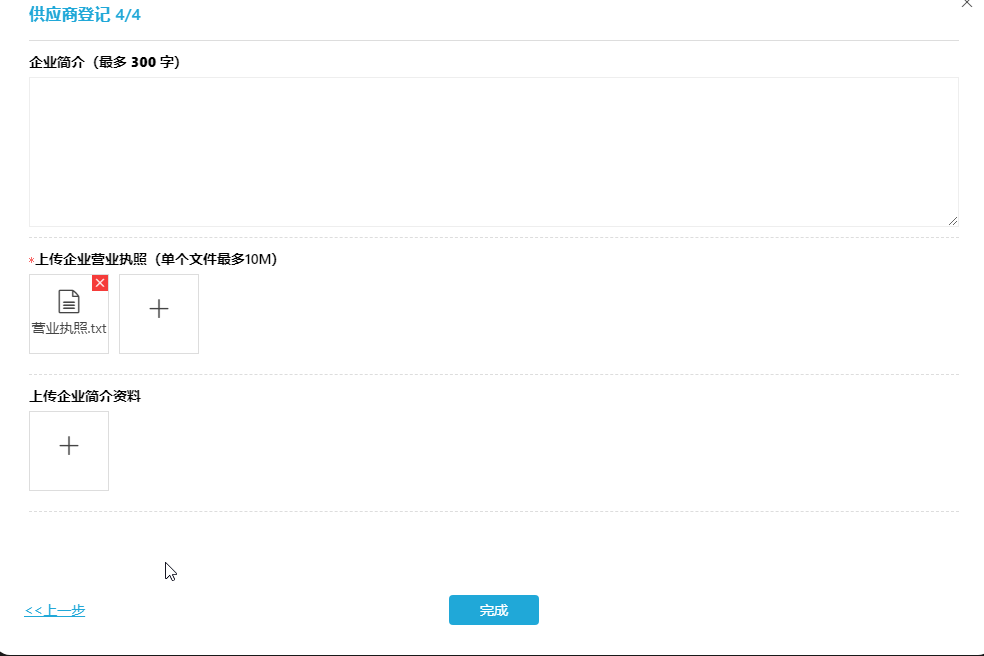 供应商登记 4/4
企业简介（最多 300 字）
*上传企业营业执照（单个文件最多10M）
营业执照.txt
上传企业简介资料
<<上一步
完成